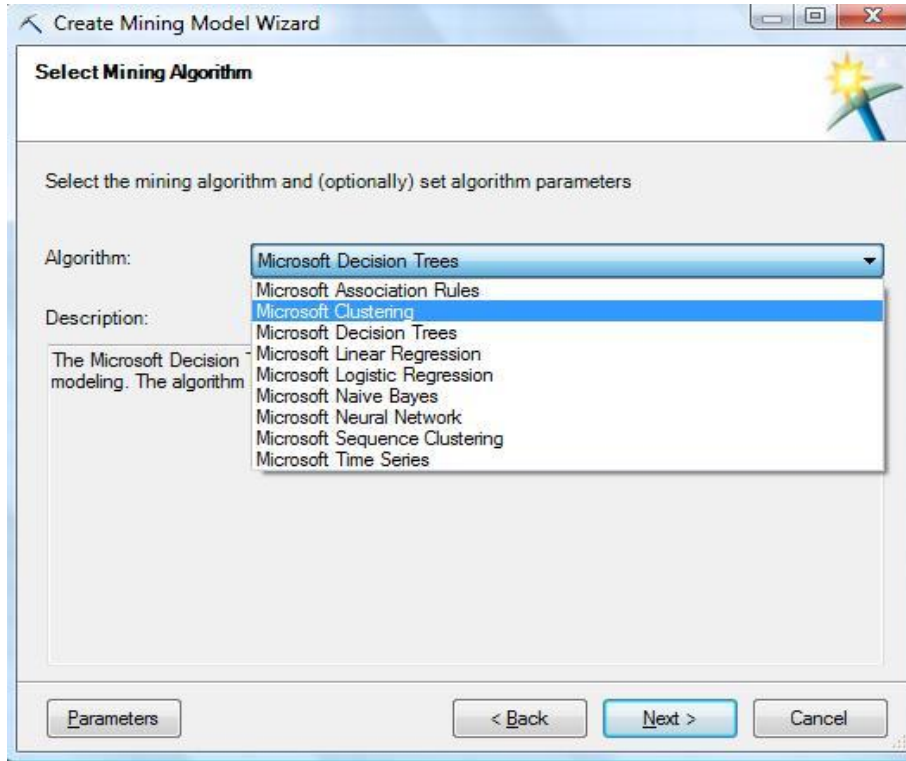 Create Mining Model Wizard
Select Mining Algorithm
Select the mining algorithm and (optionally) set algorithm parameters
Algorithm:
Microsoft Decision Trees
Microsoft Association Rules
Microsoft Clustering
Description:
Microsoft Decision Trees
Microsoft Linear Regression
The Microsoft Decision
Microsoft Logistic Regression
modeling. The algorithm
Microsoft Naive Bayes
Microsoft Neural Network
Microsoft Sequence Clustering
Microsoft Time Series
Parameters
< Back
Next >
Cancel